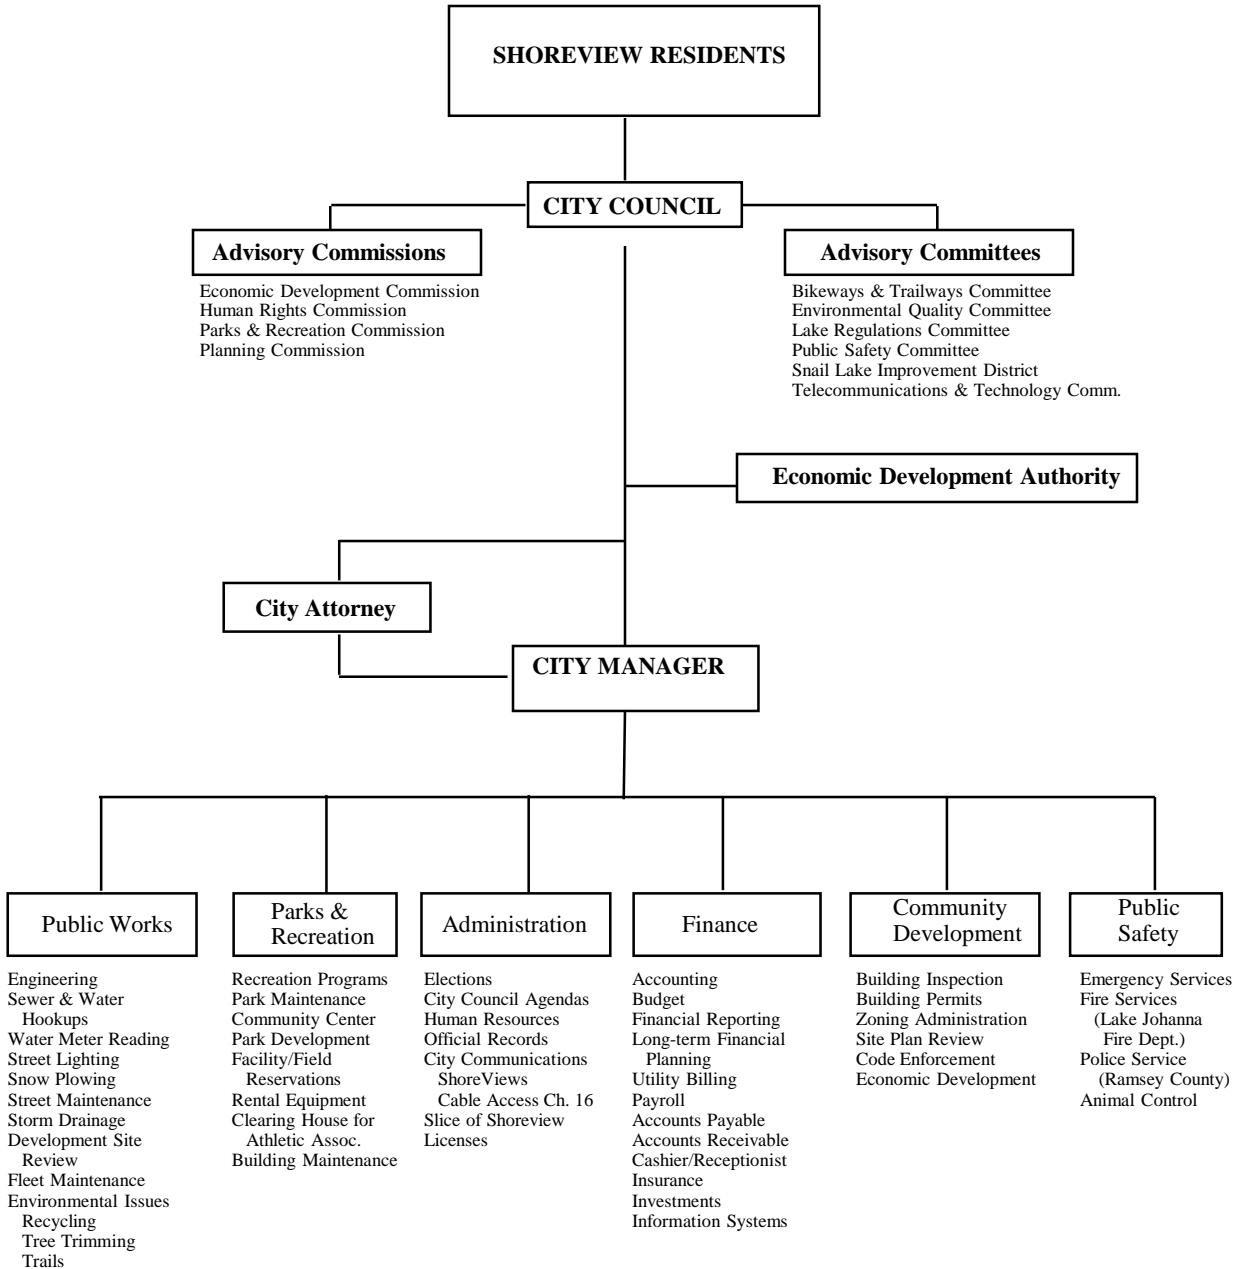 SHOREVIEW RESIDENTS
CITY COUNCIL
Advisory Commissions
Economic Development Commission
Human Rights Commission
Parks & Recreation Commission
Planning Commission
Advisory Committees
Bikeways & Trailways Committee
Environmental Quality Committee
Lake Regulations Committee
Public Safety Committee
Snail Lake Improvement District
Telecommunications & Technology Comm.
Economic Development Authority
City Attorney
CITY MANAGER
Public Works
Engineering
Sewer & Water
Hookups
Water Meter Reading
Street Lighting
Snow Plowing
Street Maintenance
Storm Drainage
Development Site
Review
Fleet Maintenance
Environmental Issues
Recycling
Tree Trimming
Trails
Parks &
Recreation
Recreation Programs
Park Maintenance
Community Center
Park Development
Facility/Field
Reservations
Rental Equipment
Clearing House for
Athletic Assoc.
Building Maintenance
Administration
Elections
City Council Agendas
Human Resources
Official Records
City Communications
ShoreViews
Cable Access Ch. 16
Slice of Shoreview
Licenses
Finance
Accounting
Budget
Financial Reporting
Long-term Financial
Planning
Utility Billing
Payroll
Accounts Payable
Accounts Receivable
Cashier/Receptionist
Insurance
Investments
Information Systems
Community
Development
Building Inspection
Building Permits
Zoning Administration
Site Plan Review
Code Enforcement
Economic Development
Public
Safety
Emergency Services
Fire Services
(Lake Johanna
Fire Dept.)
Police Service
(Ramsey County)
Animal Control